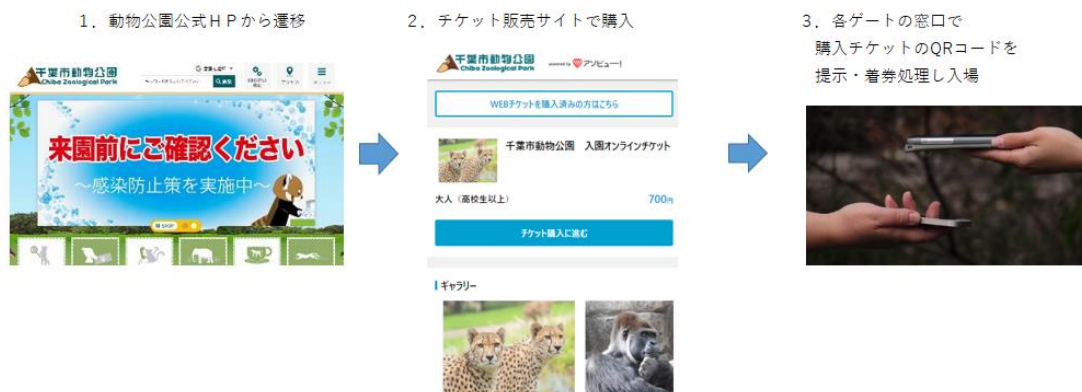 1．動物公園公式ＨＰから遷移
千葉市動物公園
Chiba Zoological Park
検索
来園前にご確認ください
～感染防止策を実施中～
SHOP
2．チケット販売サイトで購入
千葉市動物公園
Chiba Zoological Park
powered by アソビュー！
WEBチケットを購入済みの方はこちら
千葉市動物公園　入園オンラインチケット
大人（高校生以上）
700円
チケット購入に進む
ギャラリー
3．各ゲートの窓口で
購入チケットのQRコードを
提示・着券処理し入場